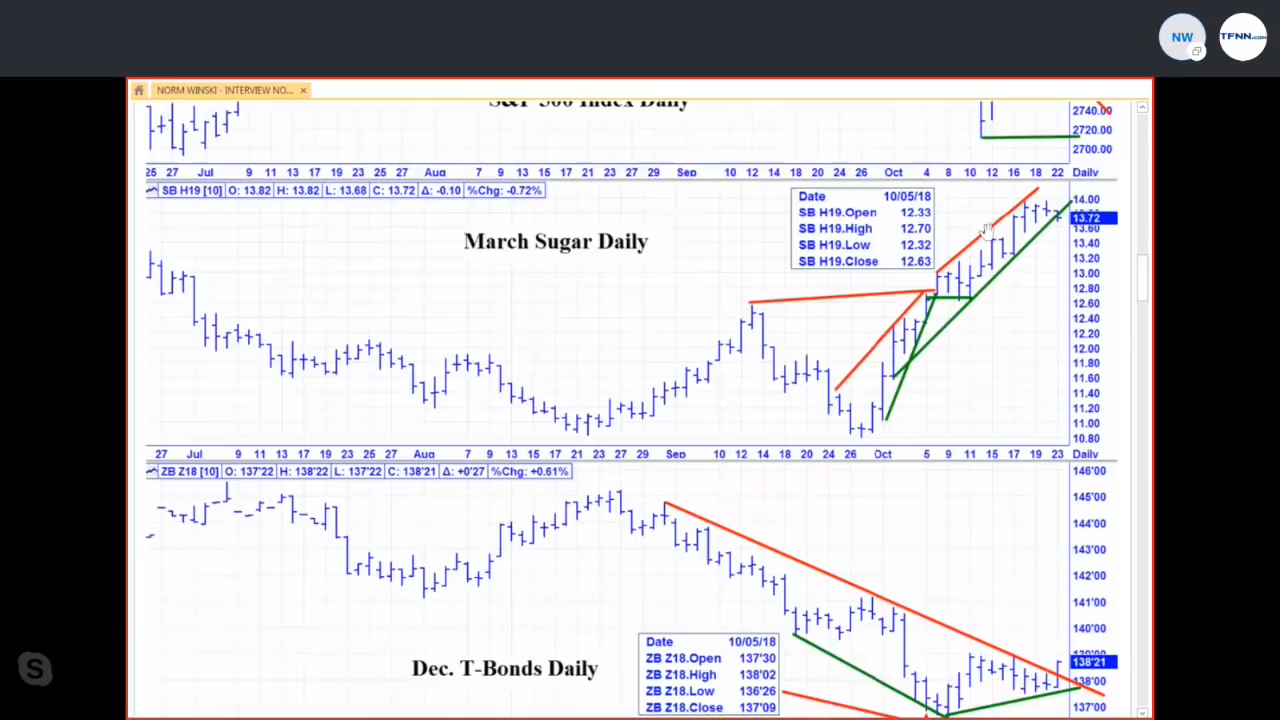 NW
TFNN.COM
NORM WINSKI - INTERVIEW NO... ×
S&P 500 Index Daily
2740.00
2720.00
2700.00
25 27 Jul 9 11 13 17 19 23 25 27 Aug 7 9 13 15 17 21 23 27 29 Sep 10 12 14 18 20 24 26 Oct 4 8 10 12 16 18 22 Daily
SB H19 [10] O: 13.82 H: 13.82 L: 13.68 C: 13.72 Δ: -0.10 %Chg: -0.72%
Date 10/05/18
SB H19.Open 12.33
SB H19.High 12.70
SB H19.Low 12.32
SB H19.Close 12.63
March Sugar Daily
14.00
13.72
13.60
13.40
13.20
13.00
12.80
12.60
12.40
12.20
12.00
11.80
11.60
11.40
11.20
11.00
10.80
27 Jul 9 11 13 17 19 23 25 27 Aug 7 9 13 15 17 21 23 27 29 Sep 10 12 14 18 20 24 26 Oct 5 9 11 15 17 19 23 Daily
ZB Z18 [10] O: 137'22 H: 138'22 L: 137'22 C: 138'21 Δ: +0'27 %Chg: +0.61%
146'00
145'00
144'00
143'00
142'00
141'00
140'00
138'21
138'00
137'00
Date 10/05/18
ZB Z18.Open 137'30
ZB Z18.High 138'02
ZB Z18.Low 136'26
ZB Z18.Close 137'09
Dec. T-Bonds Daily